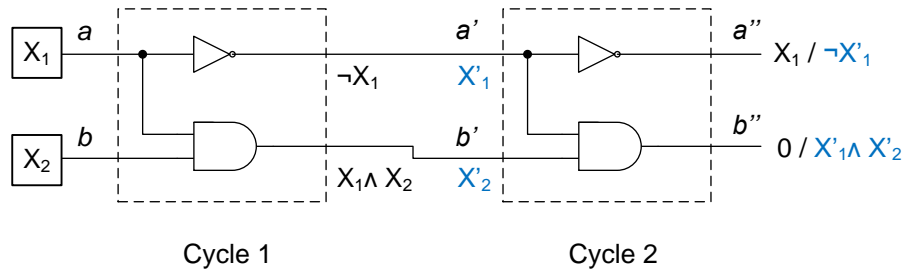 a a' a''
X₁ ¬X₁ X'₁ X₁ / ¬X'₁
b b' b''
X₂ X₁∧ X₂ X'₂ 0 / X'₁∧ X'₂
Cycle 1 Cycle 2